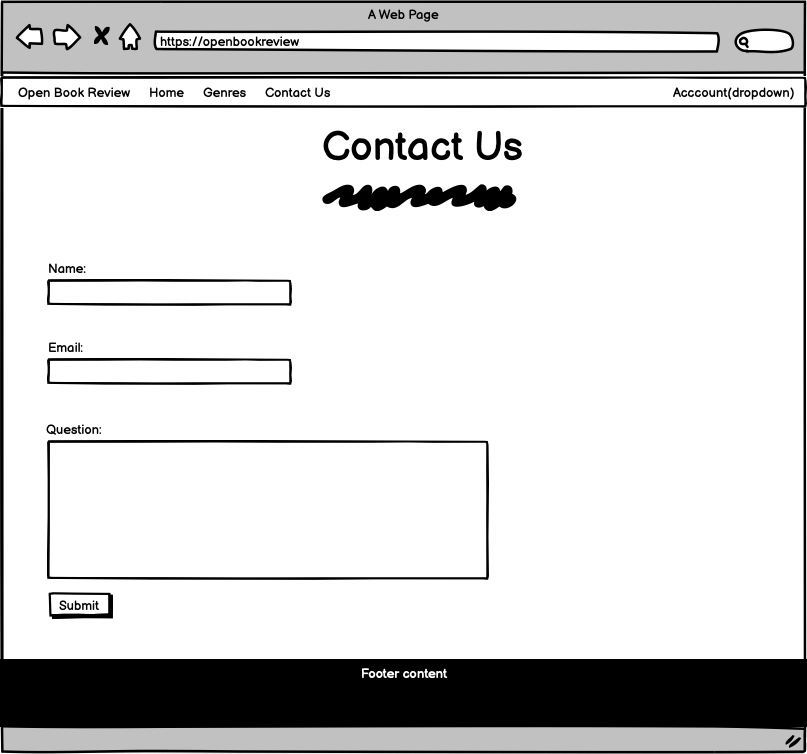 A Web Page
https://openbookreview
Open Book Review Home Genres Contact Us Acccount(dropdown)
Contact Us
Name:
Email:
Question:
Submit
Footer content